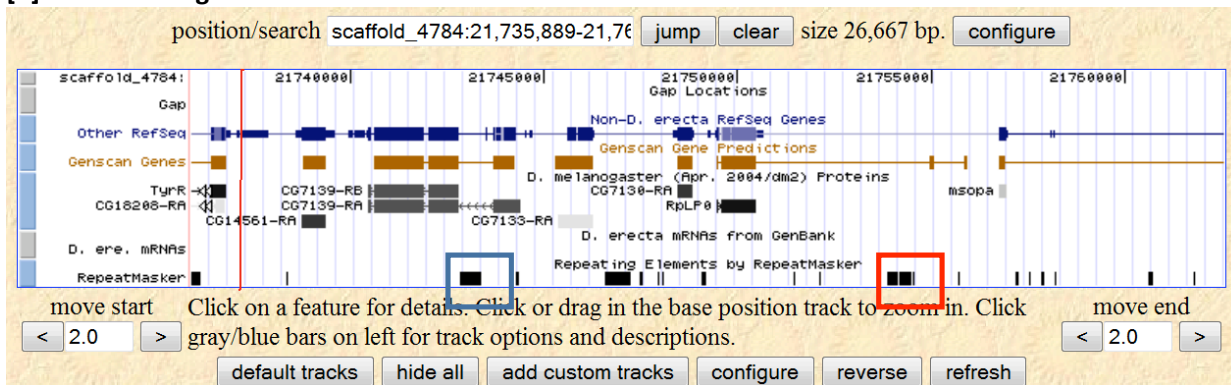 position/search scaffold_4784:21,735,889-21,76 jump clear size 26,667 bp. configure
scaffold_4784: 21740000| 21745000| 21750000| 21755000| 21760000|
Gap Locations
Gap
Non-D. erecta RefSeq Genes
Other RefSeq
Genscan Gene Predictions
Genscan Genes
D. melanogaster (Apr. 2004/dm2) Proteins
TyrR CG7139-RB CG7130-RA msopa
CG18208-RA CG7139-RA RpLP0
CG14561-RA CG7133-RA
D. erecta mRNAs from GenBank
D. ere. mRNAs
Repeating Elements by RepeatMasker
RepeatMasker
move start Click on a feature for details. Click or drag in the base position track to zoom in. Click move end
< 2.0 > gray/blue bars on left for track options and descriptions. < 2.0 >
default tracks hide all add custom tracks configure reverse refresh